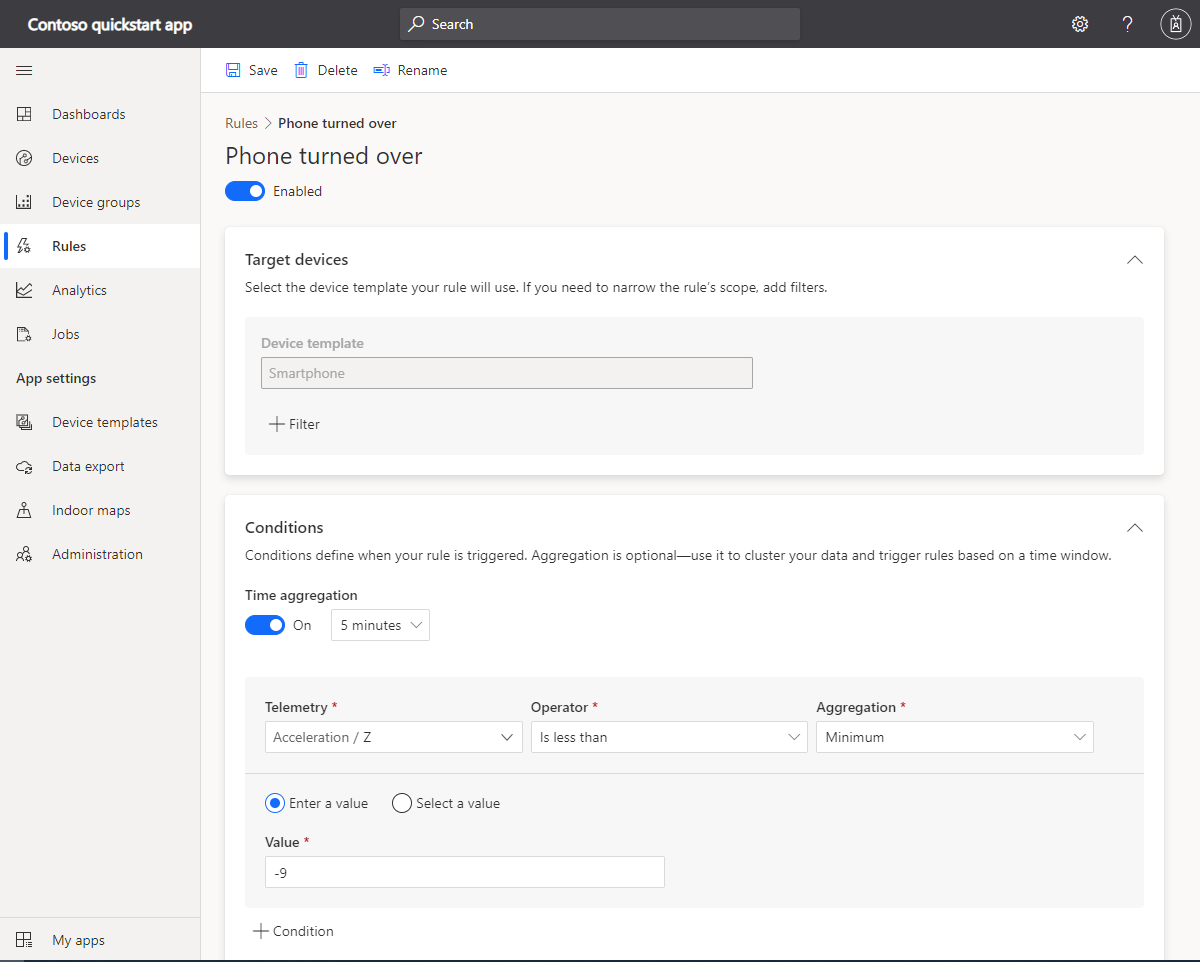 Contoso quickstart app
Search
?
Save
Delete
Rename
Dashboards
Devices
Device groups
Rules
Analytics
Jobs
App settings
Device templates
Data export
Indoor maps
Administration
My apps
Rules > Phone turned over
Phone turned over
Enabled
Target devices
Select the device template your rule will use. If you need to narrow the rule’s scope, add filters.
Device template
Smartphone
+ Filter
Conditions
Conditions define when your rule is triggered. Aggregation is optional—use it to cluster your data and trigger rules based on a time window.
Time aggregation
On
5 minutes
Telemetry * Operator * Aggregation *
Acceleration / Z Is less than Minimum
Enter a value Select a value
Value *
-9
+ Condition